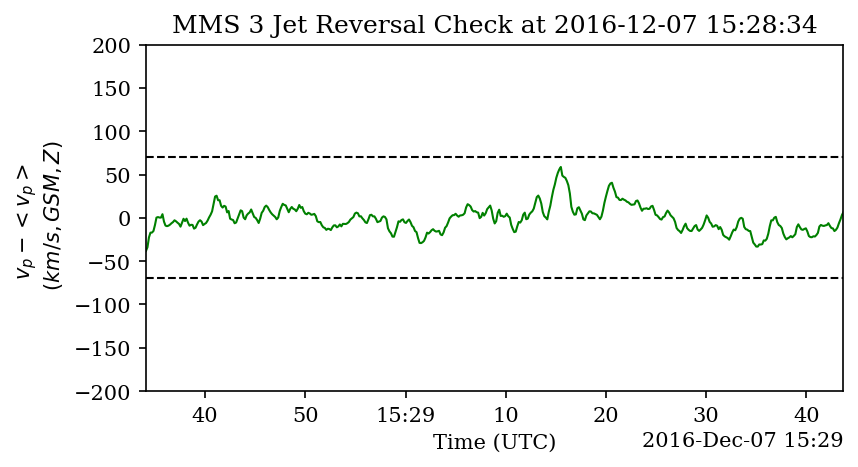 MMS 3 Jet Reversal Check at 2016-12-07 15:28:34
200
150
100
50
0
−50
−100
−150
−200
v_p − < v_p >
(km/s, GSM, Z)
40 50 15:29 10 20 30 40
Time (UTC)
2016-Dec-07 15:29